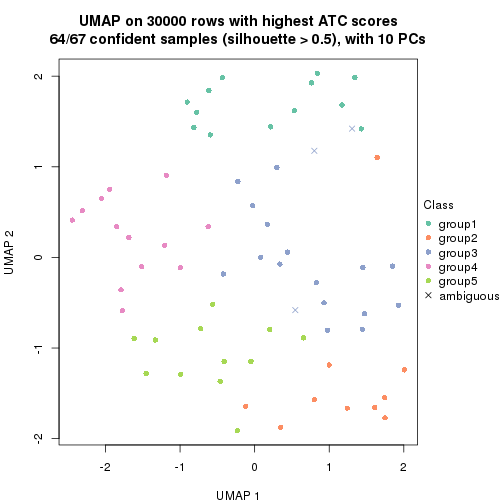 UMAP on 30000 rows with highest ATC scores
64/67 confident samples (silhouette > 0.5), with 10 PCs
2
1
0
-1
-2
UMAP 2
-2
-1
0
1
2
UMAP 1
Class
group1
group2
group3
group4
group5
ambiguous